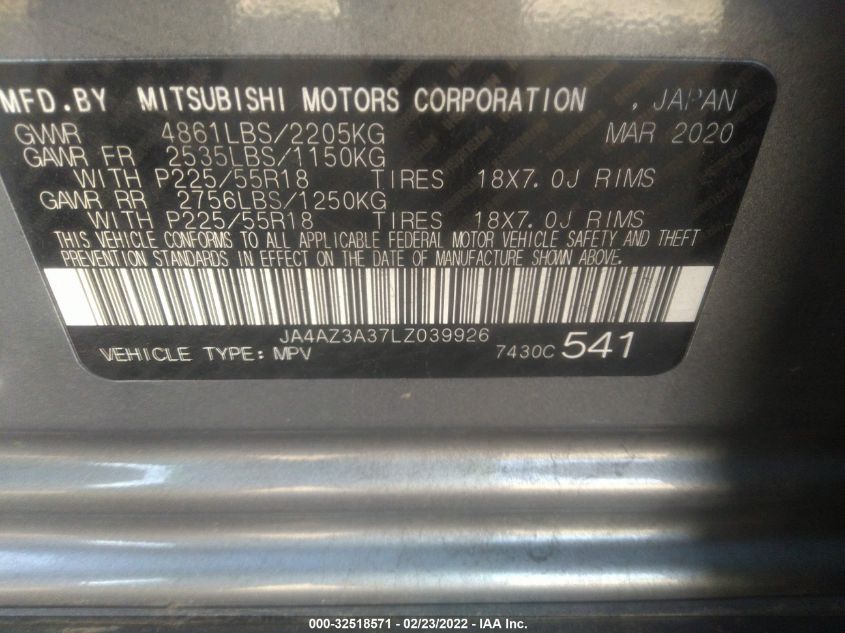 MFD.BY MITSUBISHI MOTORS CORPORATION , JAPAN
GVWR 4861LBS/2205KG MAR 2020
GAWR FR 2535LBS/1150KG
WITH P225/55R18 TIRES 18X7.0J RIMS
GAWR RR 2756LBS/1250KG
WITH P225/55R18 TIRES 18X7.0J RIMS
THIS VEHICLE CONFORMS TO ALL APPLICABLE FEDERAL MOTOR VEHICLE SAFETY AND THEFT
PREVENTION STANDARDS IN EFFECT ON THE DATE OF MANUFACTURE SHOWN ABOVE.
JA4AZ3A37LZ039926
VEHICLE TYPE: MPV 7430C 541
000-32518571 - 02/23/2022 - IAA Inc.